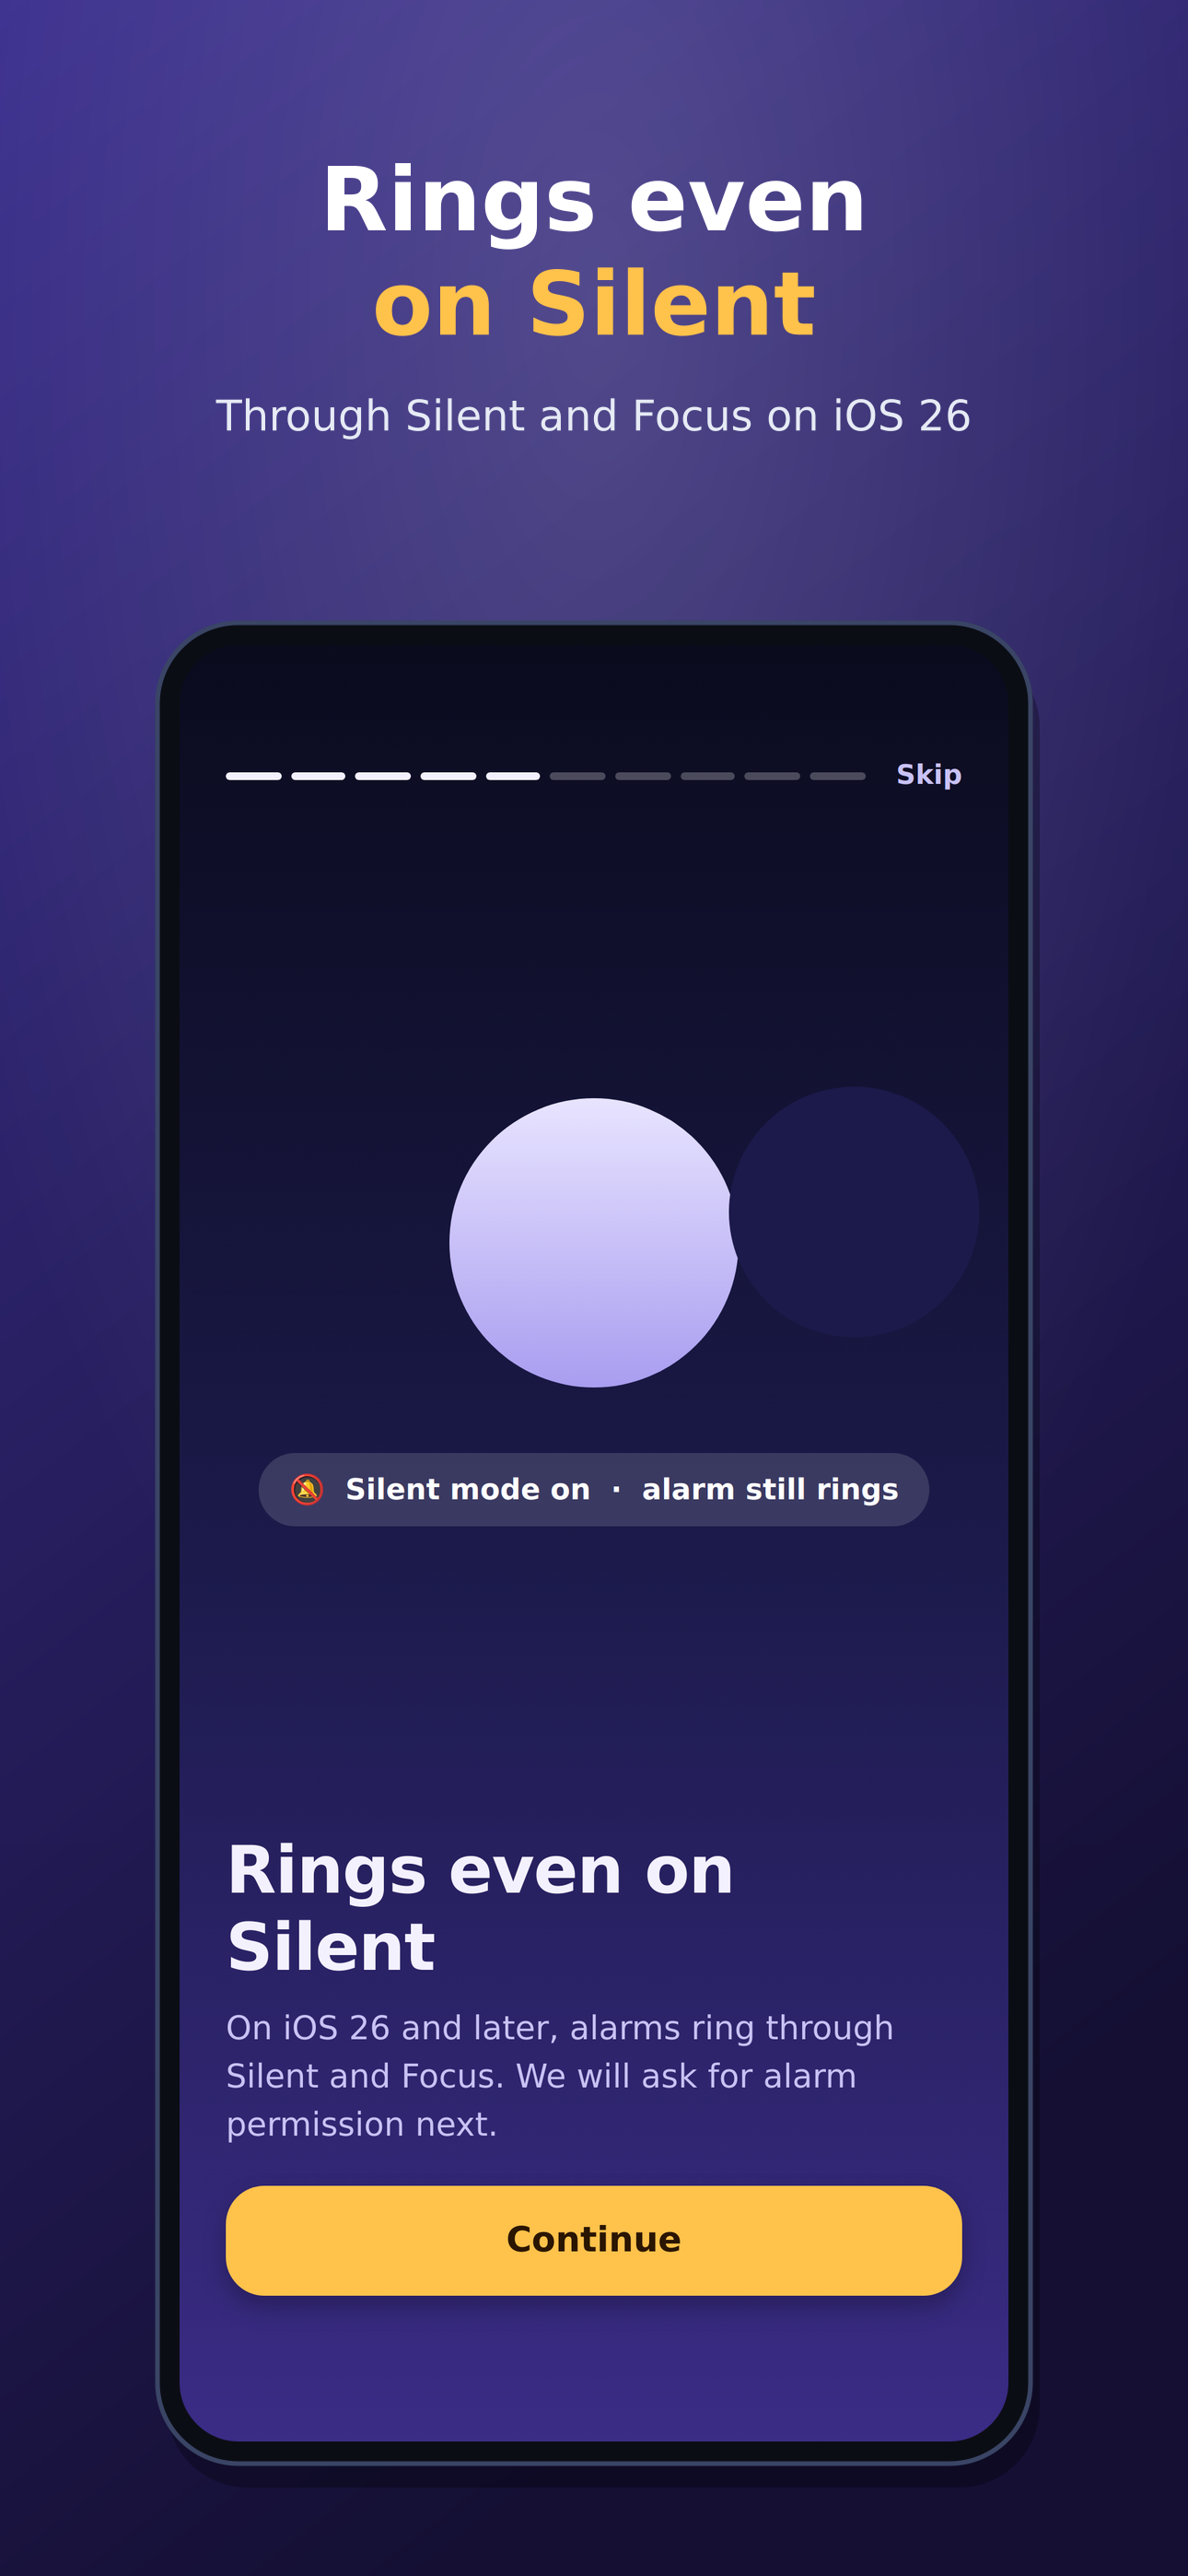 Rings even
on Silent
Through Silent and Focus on iOS 26
Skip
Silent mode on · alarm still rings
Rings even on
Silent
On iOS 26 and later, alarms ring through
Silent and Focus. We will ask for alarm
permission next.
Continue